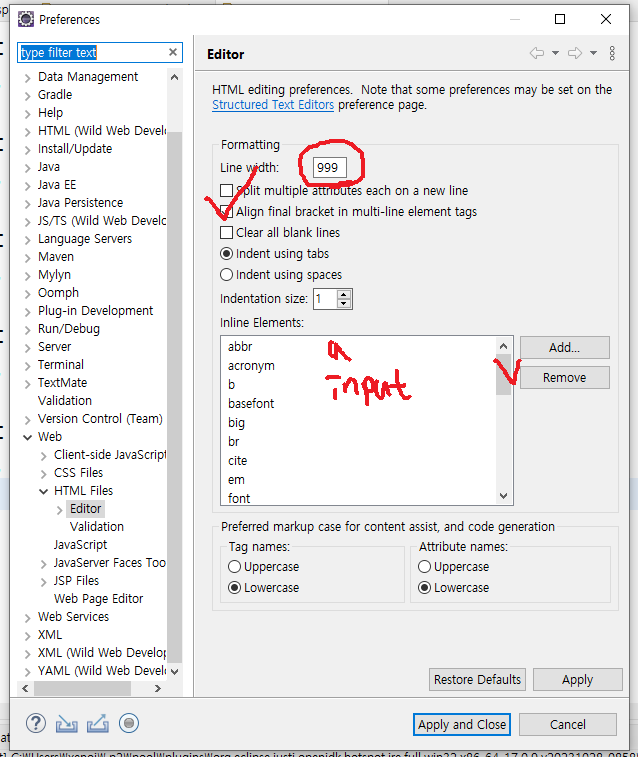 Preferences
type filter text
Data Management
Gradle
Help
HTML (Wild Web Devel
Install/Update
Java
Java EE
Java Persistence
JS/TS (Wild Web Devel
Language Servers
Maven
Mylyn
Oomph
Plug-in Development
Run/Debug
Server
Terminal
TextMate
Validation
Version Control (Team)
Web
Client-side JavaScript
CSS Files
HTML Files
Editor
Validation
JavaScript
JavaServer Faces Too
JSP Files
Web Page Editor
Web Services
XML
XML (Wild Web Devel
YAML (Wild Web Devel
Editor
HTML editing preferences. Note that some preferences may be set on the
Structured Text Editors preference page.
Formatting
Line width: 999
Split multiple attributes each on a new line
Align final bracket in multi-line element tags
Clear all blank lines
Indent using tabs
Indent using spaces
Indentation size: 1
Inline Elements:
abbr
acronym
b
basefont
big
br
cite
em
font
a
input
Add...
Remove
Preferred markup case for content assist, and code generation
Tag names:
Uppercase
Lowercase
Attribute names:
Uppercase
Lowercase
Restore Defaults
Apply
Apply and Close
Cancel